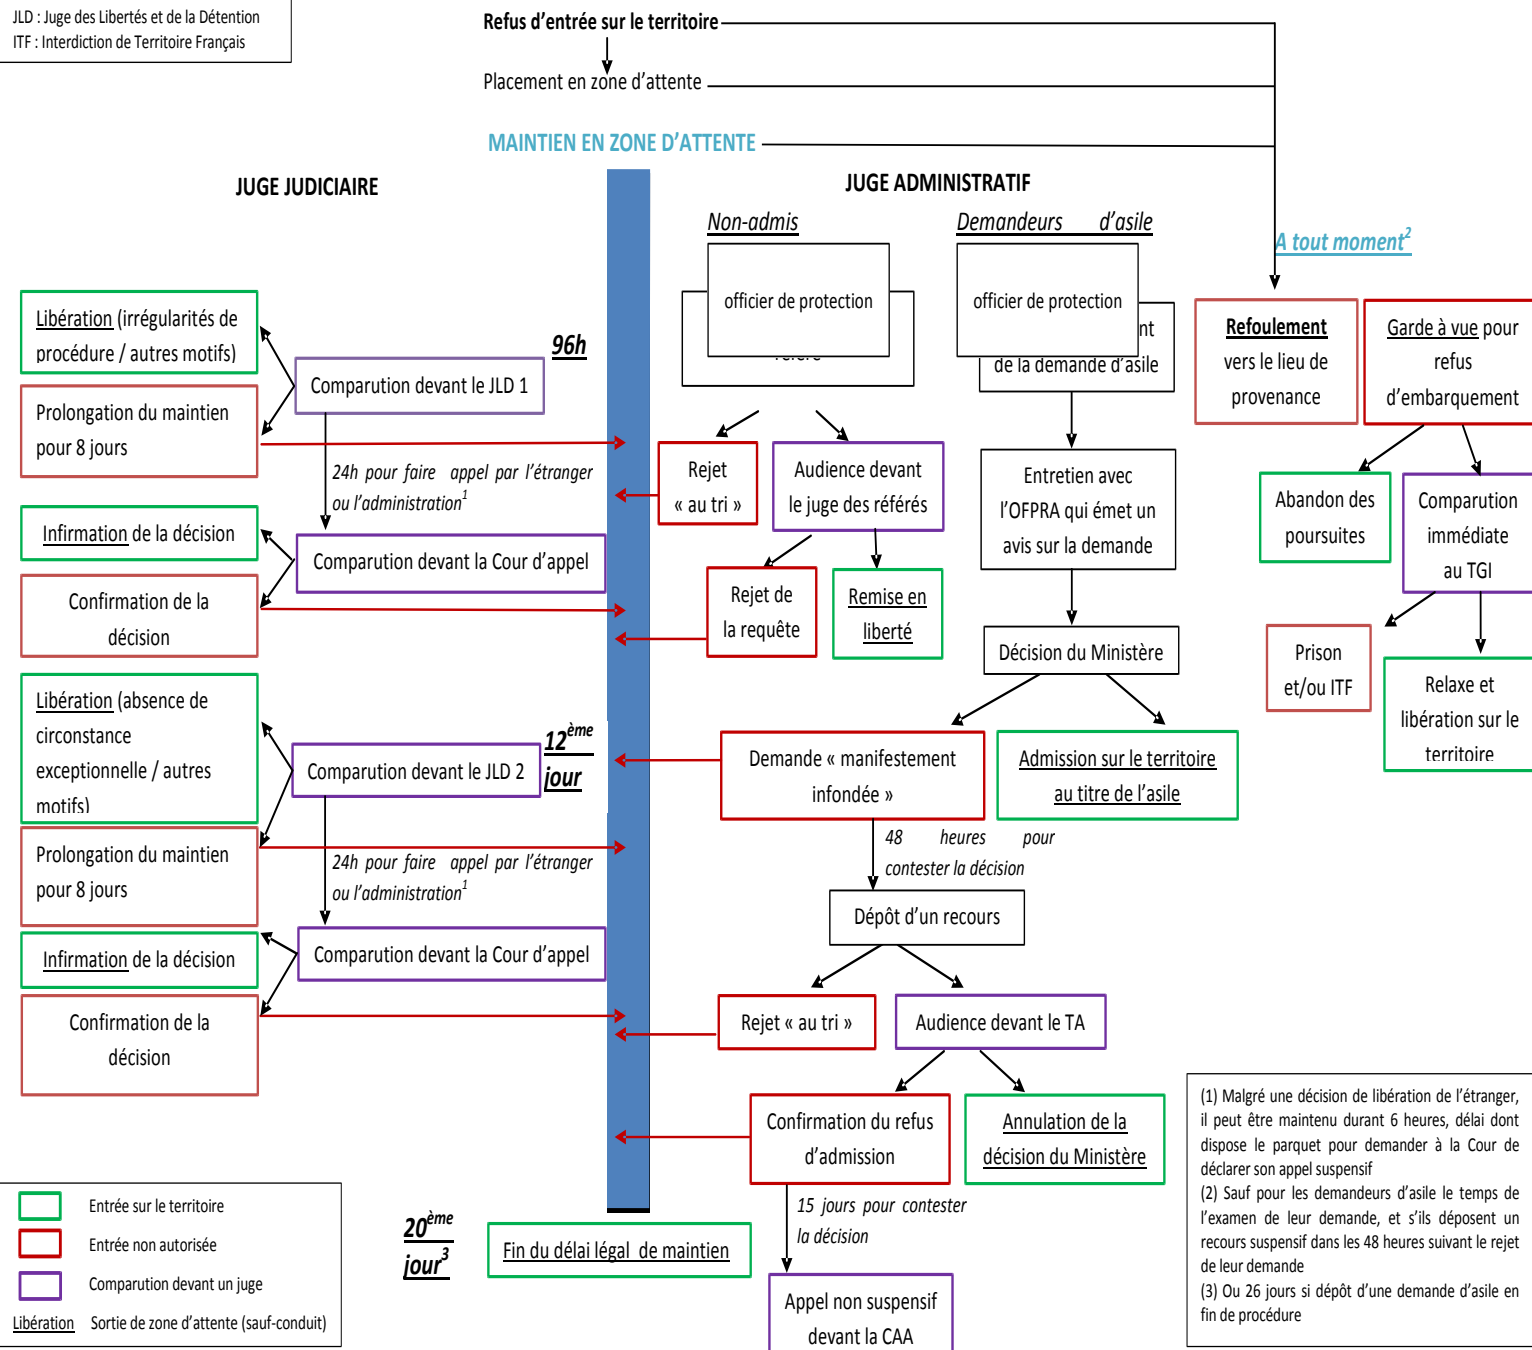 JLD : Juge des Libertés et de la Détention
ITF : Interdiction de Territoire Français
Refus d'entrée sur le territoire
Placement en zone d'attente
MAINTIEN EN ZONE D'ATTENTE
JUGE JUDICIAIRE
JUGE ADMINISTRATIF
Non-admis
Demandeurs d'asile
A tout moment2
officier de protection
officier de protection
nt
de la demande d'asile
Libération (irrégularités de
procédure / autres motifs)
96h
Comparution devant le JLD 1
Prolongation du maintien
pour 8 jours
24h pour faire appel par l'étranger
ou l'administration1
Infirmation de la décision
Comparution devant la Cour d'appel
Confirmation de la
décision
Libération (absence de
circonstance
exceptionnelle / autres
motifs)
12ème
jour
Comparution devant le JLD 2
Prolongation du maintien
pour 8 jours
24h pour faire appel par l'étranger
ou l'administration1
Infirmation de la décision
Comparution devant la Cour d'appel
Confirmation de la
décision
Rejet
« au tri »
Audience devant
le juge des référés
Rejet de
la requête
Remise en
liberté
Entretien avec
l'OFPRA qui émet un
avis sur la demande
Décision du Ministère
Demande « manifestement
infondée »
Admission sur le territoire
au titre de l'asile
48 heures pour
contester la décision
Dépôt d'un recours
Rejet « au tri »
Audience devant le TA
Confirmation du refus
d'admission
Annulation de la
décision du Ministère
15 jours pour contester
la décision
Appel non suspensif
devant la CAA
Refoulement
vers le lieu de
provenance
Garde à vue pour
refus
d'embarquement
Abandon des
poursuites
Comparution
immédiate
au TGI
Prison
et/ou ITF
Relaxe et
libération sur le
territoire
20ème
jour3
Fin du délai légal de maintien
Entrée sur le territoire
Entrée non autorisée
Comparution devant un juge
Libération Sortie de zone d'attente (sauf-conduit)
(1) Malgré une décision de libération de l'étranger,
il peut être maintenu durant 6 heures, délai dont
dispose le parquet pour demander à la Cour de
déclarer son appel suspensif
(2) Sauf pour les demandeurs d'asile le temps de
l'examen de leur demande, et s'ils déposent un
recours suspensif dans les 48 heures suivant le rejet
de leur demande
(3) Ou 26 jours si dépôt d'une demande d'asile en
fin de procédure